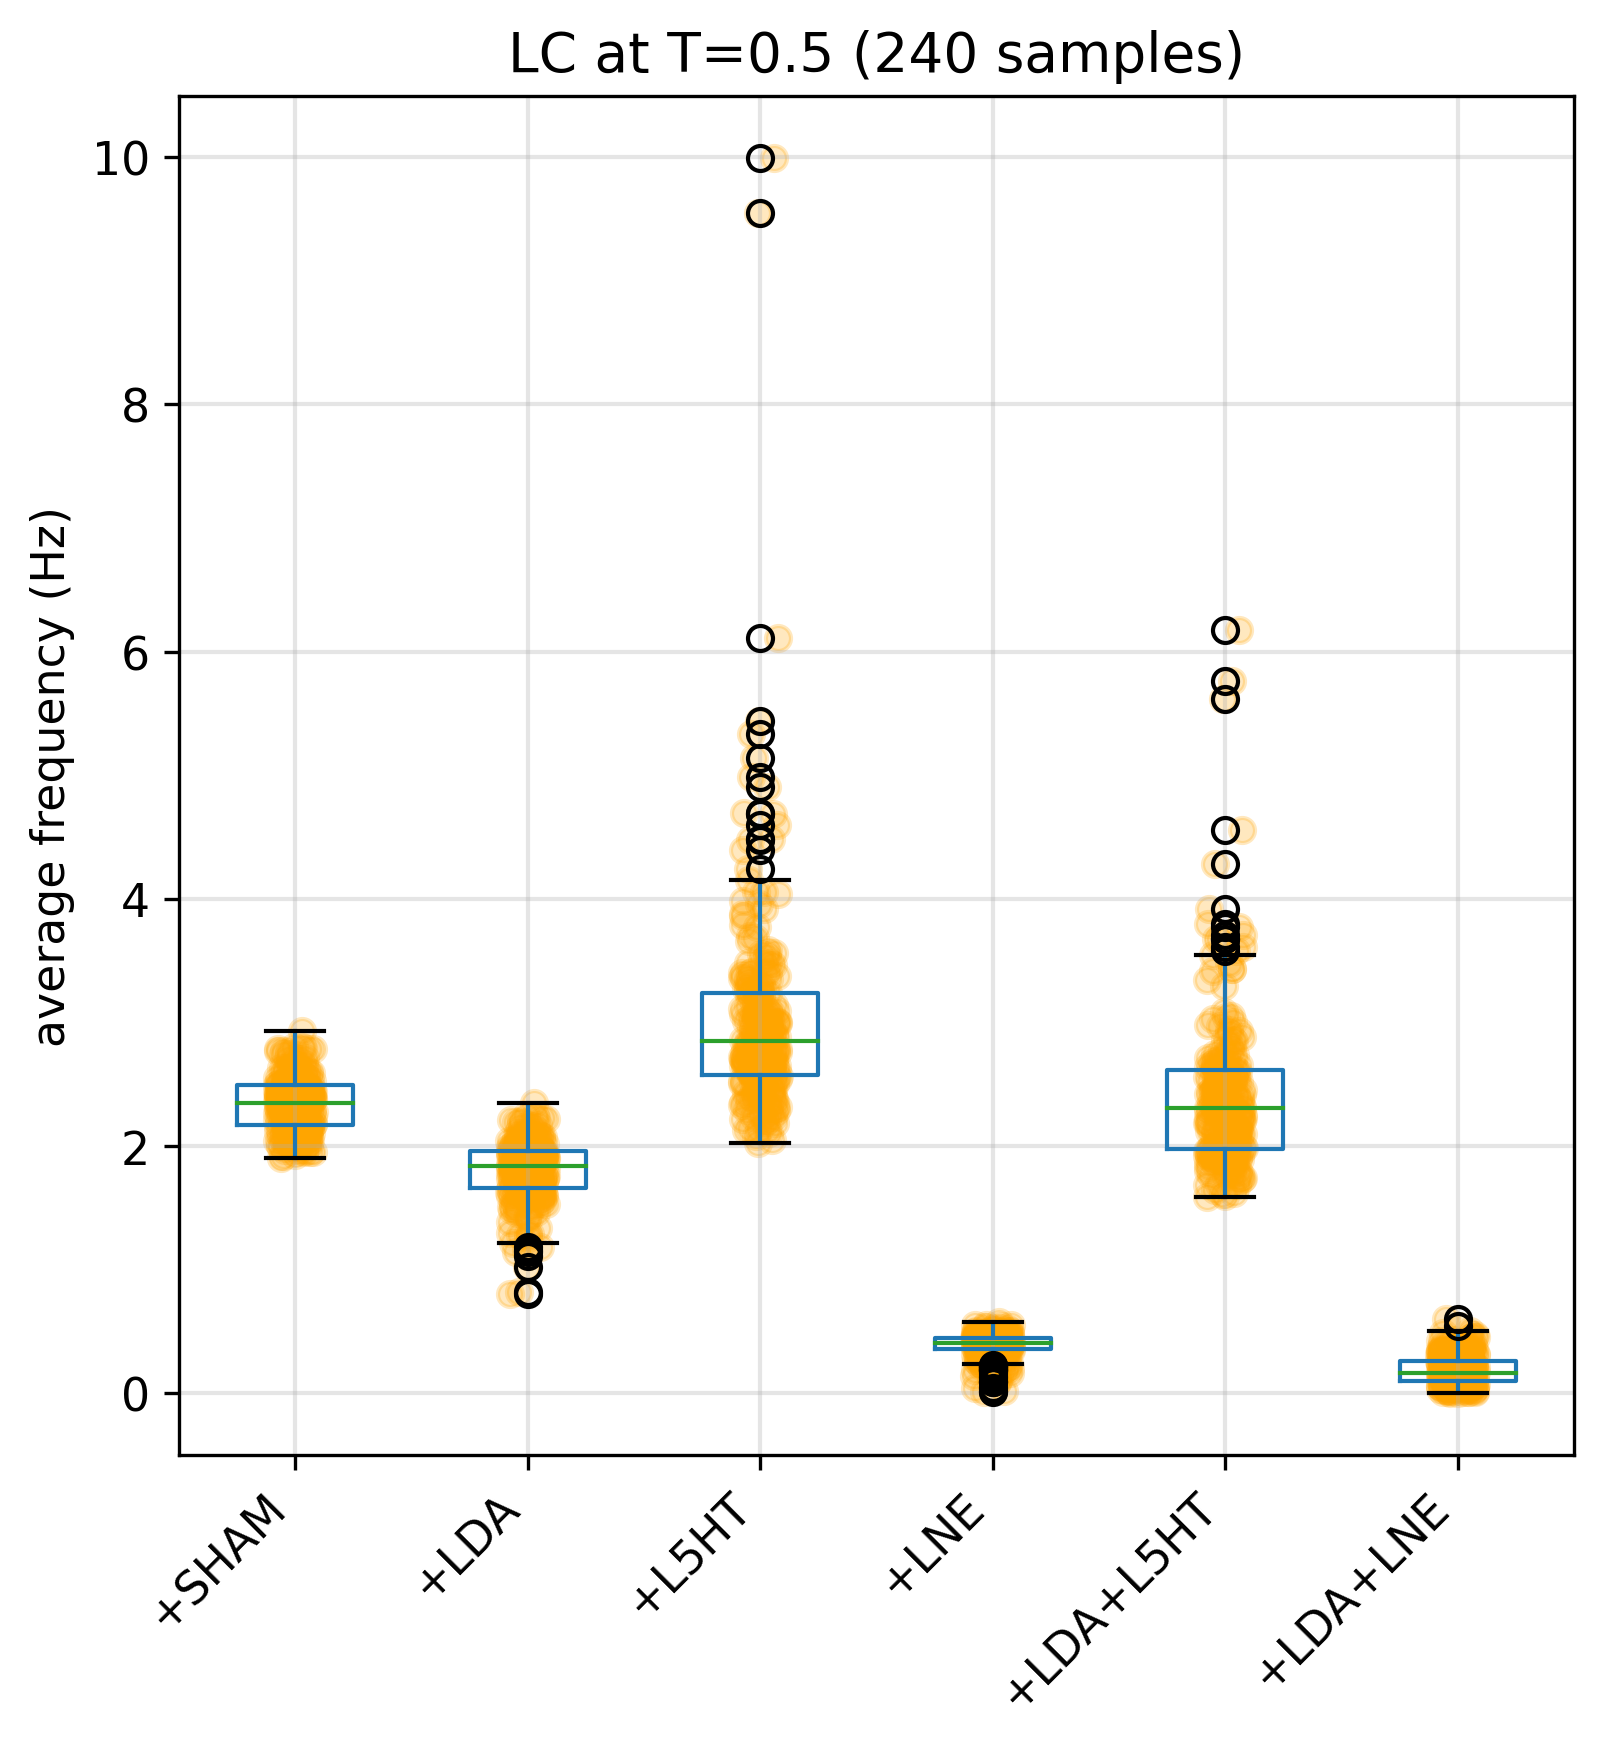 LC at T=0.5 (240 samples)
average frequency (Hz)
10
8
6
4
2
0
+SHAM
+LDA
+L5HT
+LNE
+LDA+L5HT
+LDA+LNE